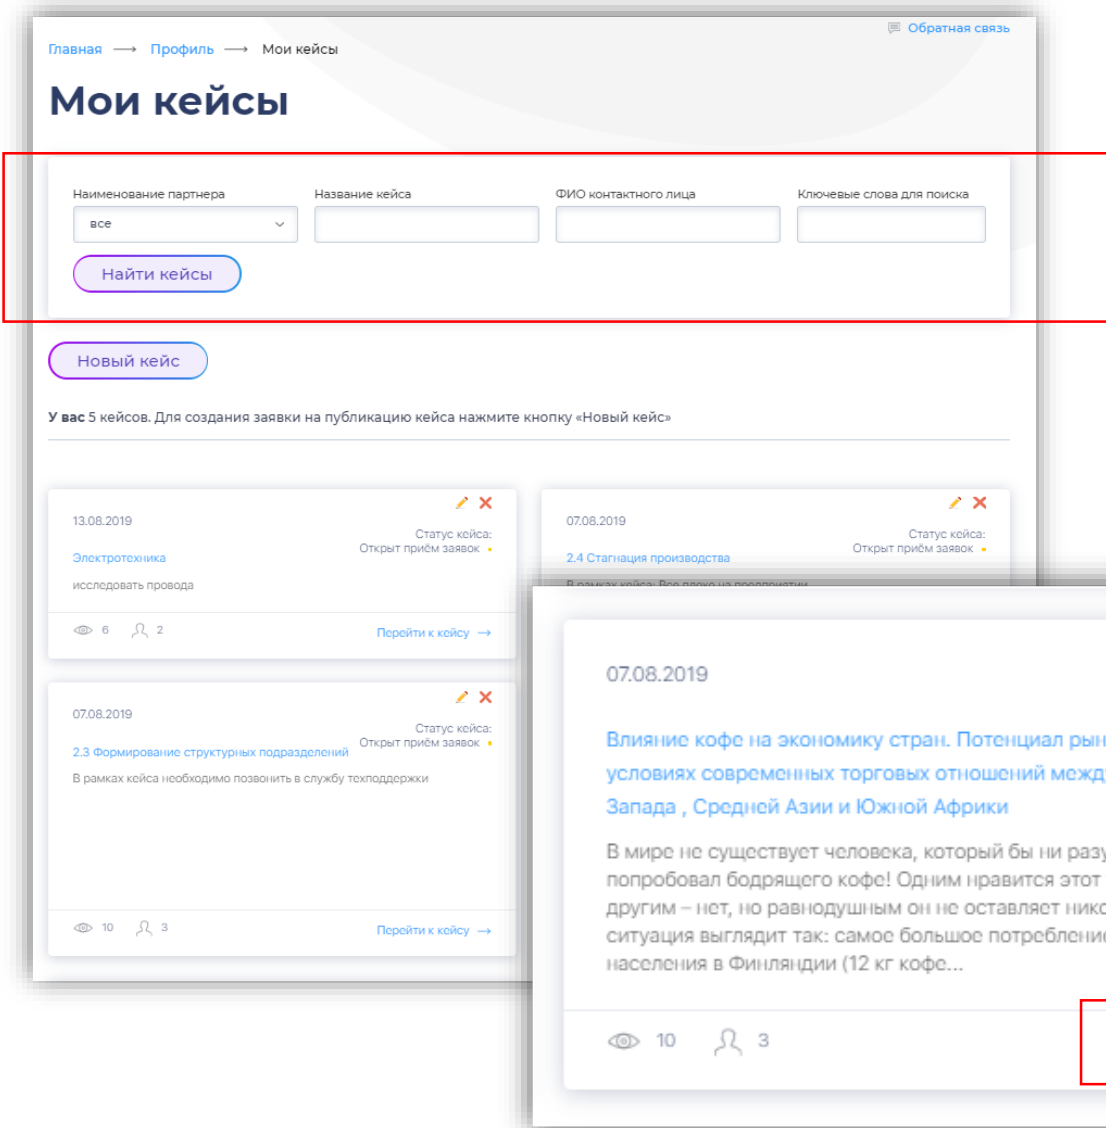 Обратная связь
Главная → Профиль → Мои кейсы
Мои кейсы
Наименование партнера
Название кейса
ФИО контактного лица
Ключевые слова для поиска
все
Найти кейсы
Новый кейс
У вас 5 кейсов. Для создания заявки на публикацию кейса нажмите кнопку «Новый кейс»
13.08.2019
Статус кейса:
Открыт приём заявок
Электротехника
исследовать провода
6 2
Перейти к кейсу →
07.08.2019
Статус кейса:
Открыт приём заявок
2.4 Стагнация производства
В рамках кейса: Все плохо на предприятии
07.08.2019
Статус кейса:
Открыт приём заявок
2.3 Формирование структурных подразделений
В рамках кейса необходимо позвонить в службу техподдержки
10 3
Перейти к кейсу →
07.08.2019
Влияние кофе на экономику стран. Потенциал рын
условиях современных торговых отношений межд
Запада , Средней Азии и Южной Африки
В мире не существует человека, который бы ни разу
попробовал бодрящего кофе! Одним нравится этот
другим – нет, но равнодушным он не оставляет нико
ситуация выглядит так: самое большое потреблени
населения в Финляндии (12 кг кофе...
10 3